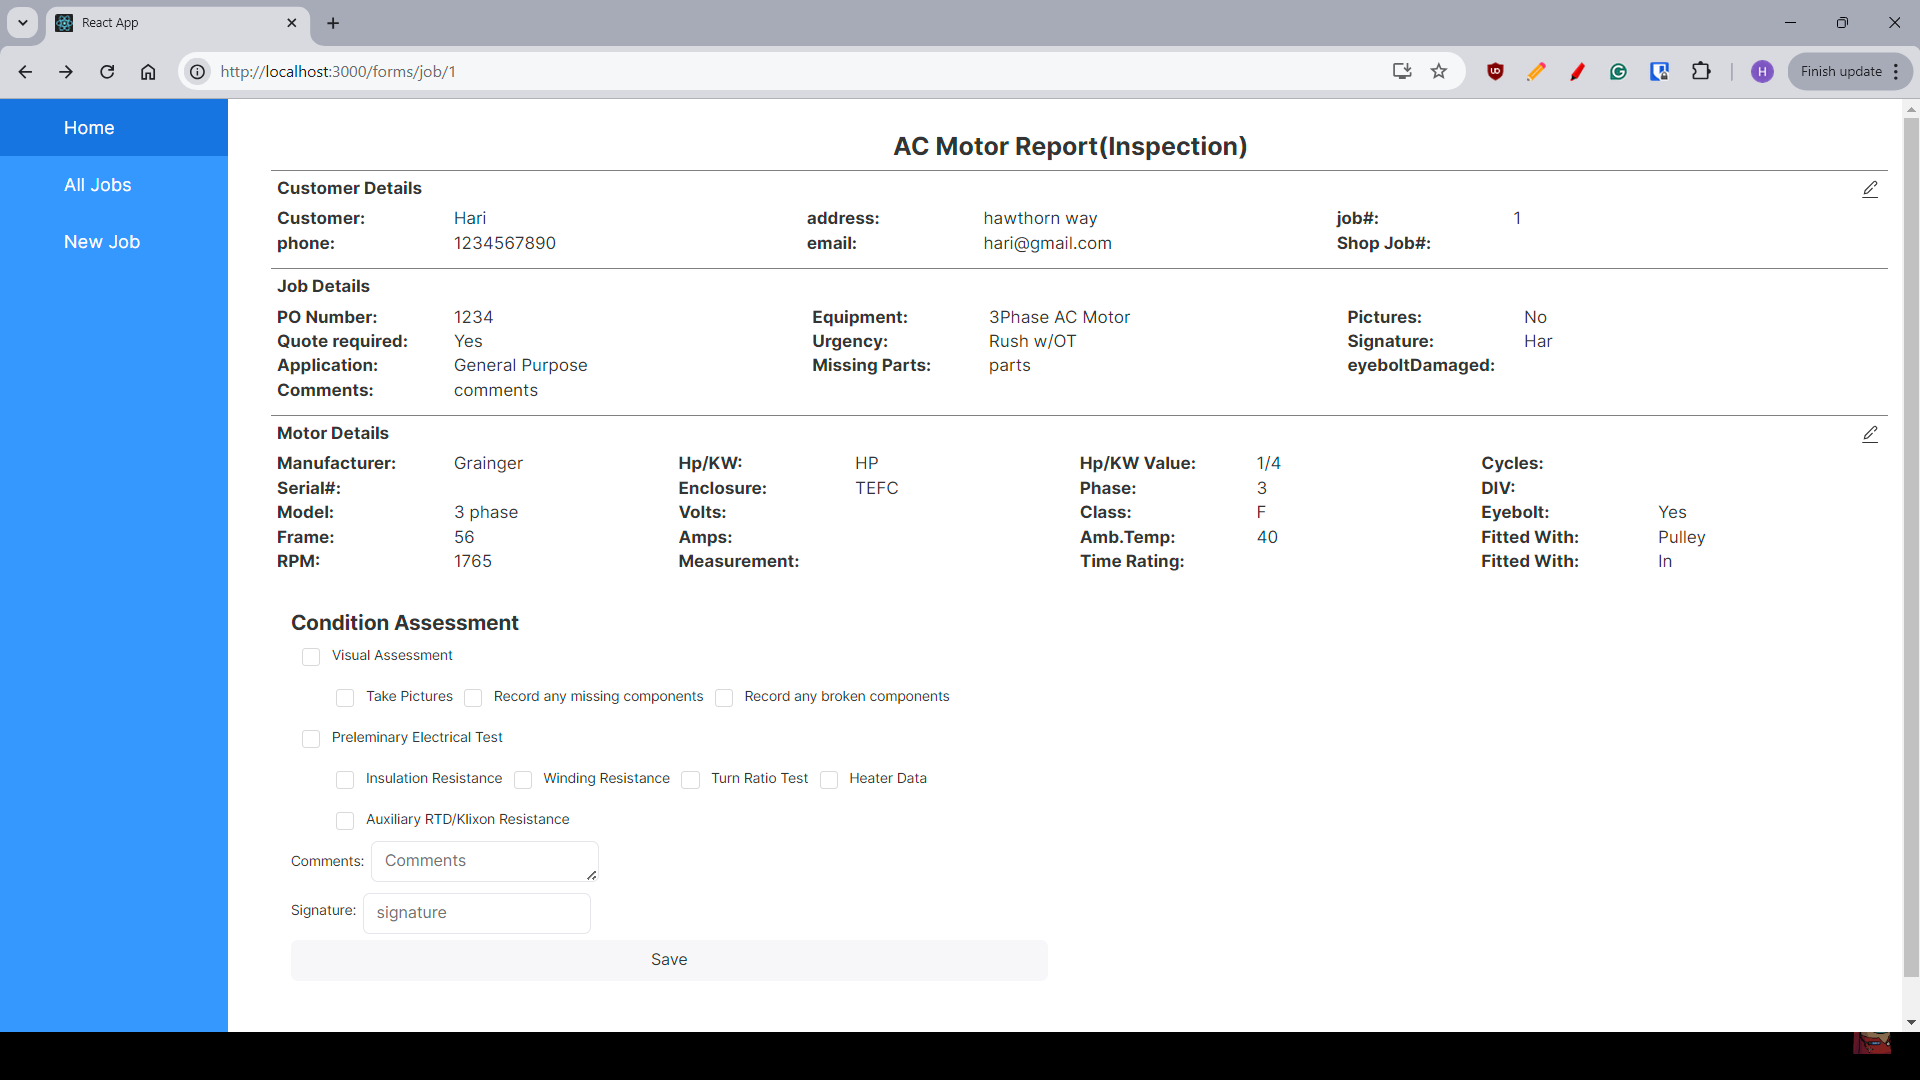 React App
http://localhost:3000/forms/job/1
H
Finish update
Home
All Jobs
New Job
AC Motor Report(Inspection)
Customer Details
Customer: Hari address: hawthorn way job#: 1
phone: 1234567890 email: hari@gmail.com Shop Job#:
Job Details
PO Number: 1234 Equipment: 3Phase AC Motor Pictures: No
Quote required: Yes Urgency: Rush w/OT Signature: Har
Application: General Purpose Missing Parts: parts eyeboltDamaged:
Comments: comments
Motor Details
Manufacturer: Grainger Hp/KW: HP Hp/KW Value: 1/4 Cycles:
Serial#: Enclosure: TEFC Phase: 3 DIV:
Model: 3 phase Volts: Class: F Eyebolt: Yes
Frame: 56 Amps: Amb.Temp: 40 Fitted With: Pulley
RPM: 1765 Measurement: Time Rating: Fitted With: In
Condition Assessment
Visual Assessment
Take Pictures Record any missing components Record any broken components
Preleminary Electrical Test
Insulation Resistance Winding Resistance Turn Ratio Test Heater Data
Auxiliary RTD/Klixon Resistance
Comments: Comments
Signature: signature
Save